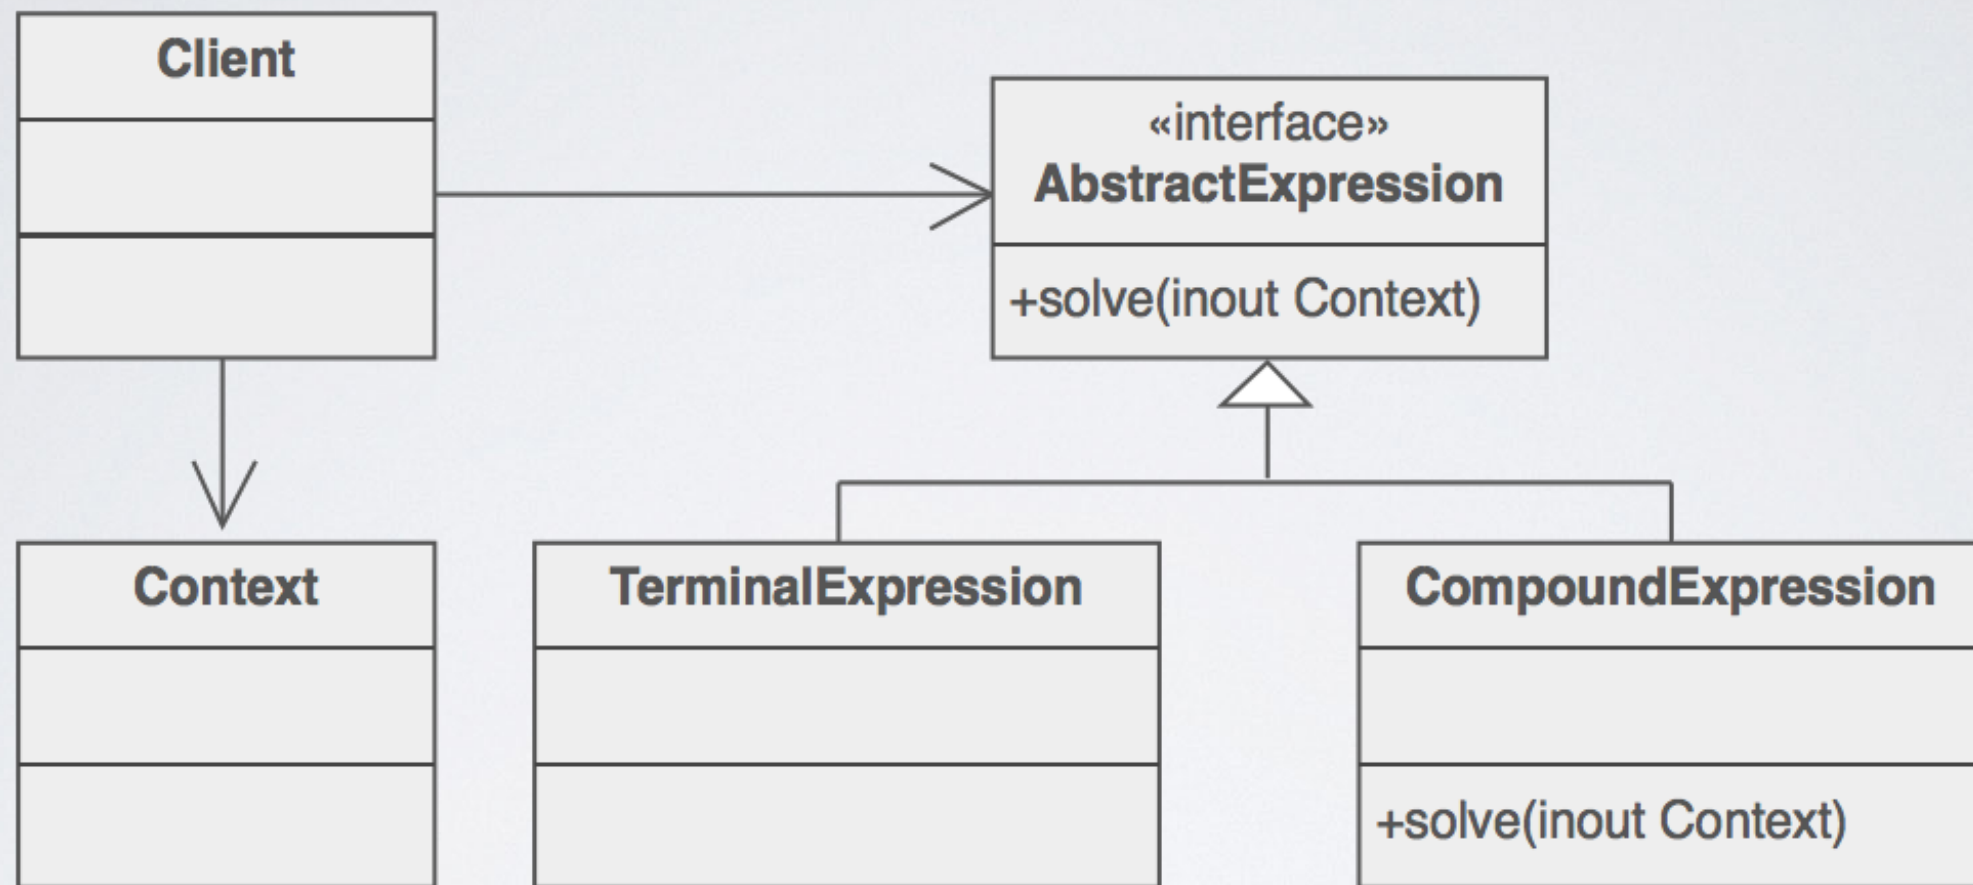 Client
«interface»
AbstractExpression
+solve(inout Context)
Context
TerminalExpression
CompoundExpression
+solve(inout Context)